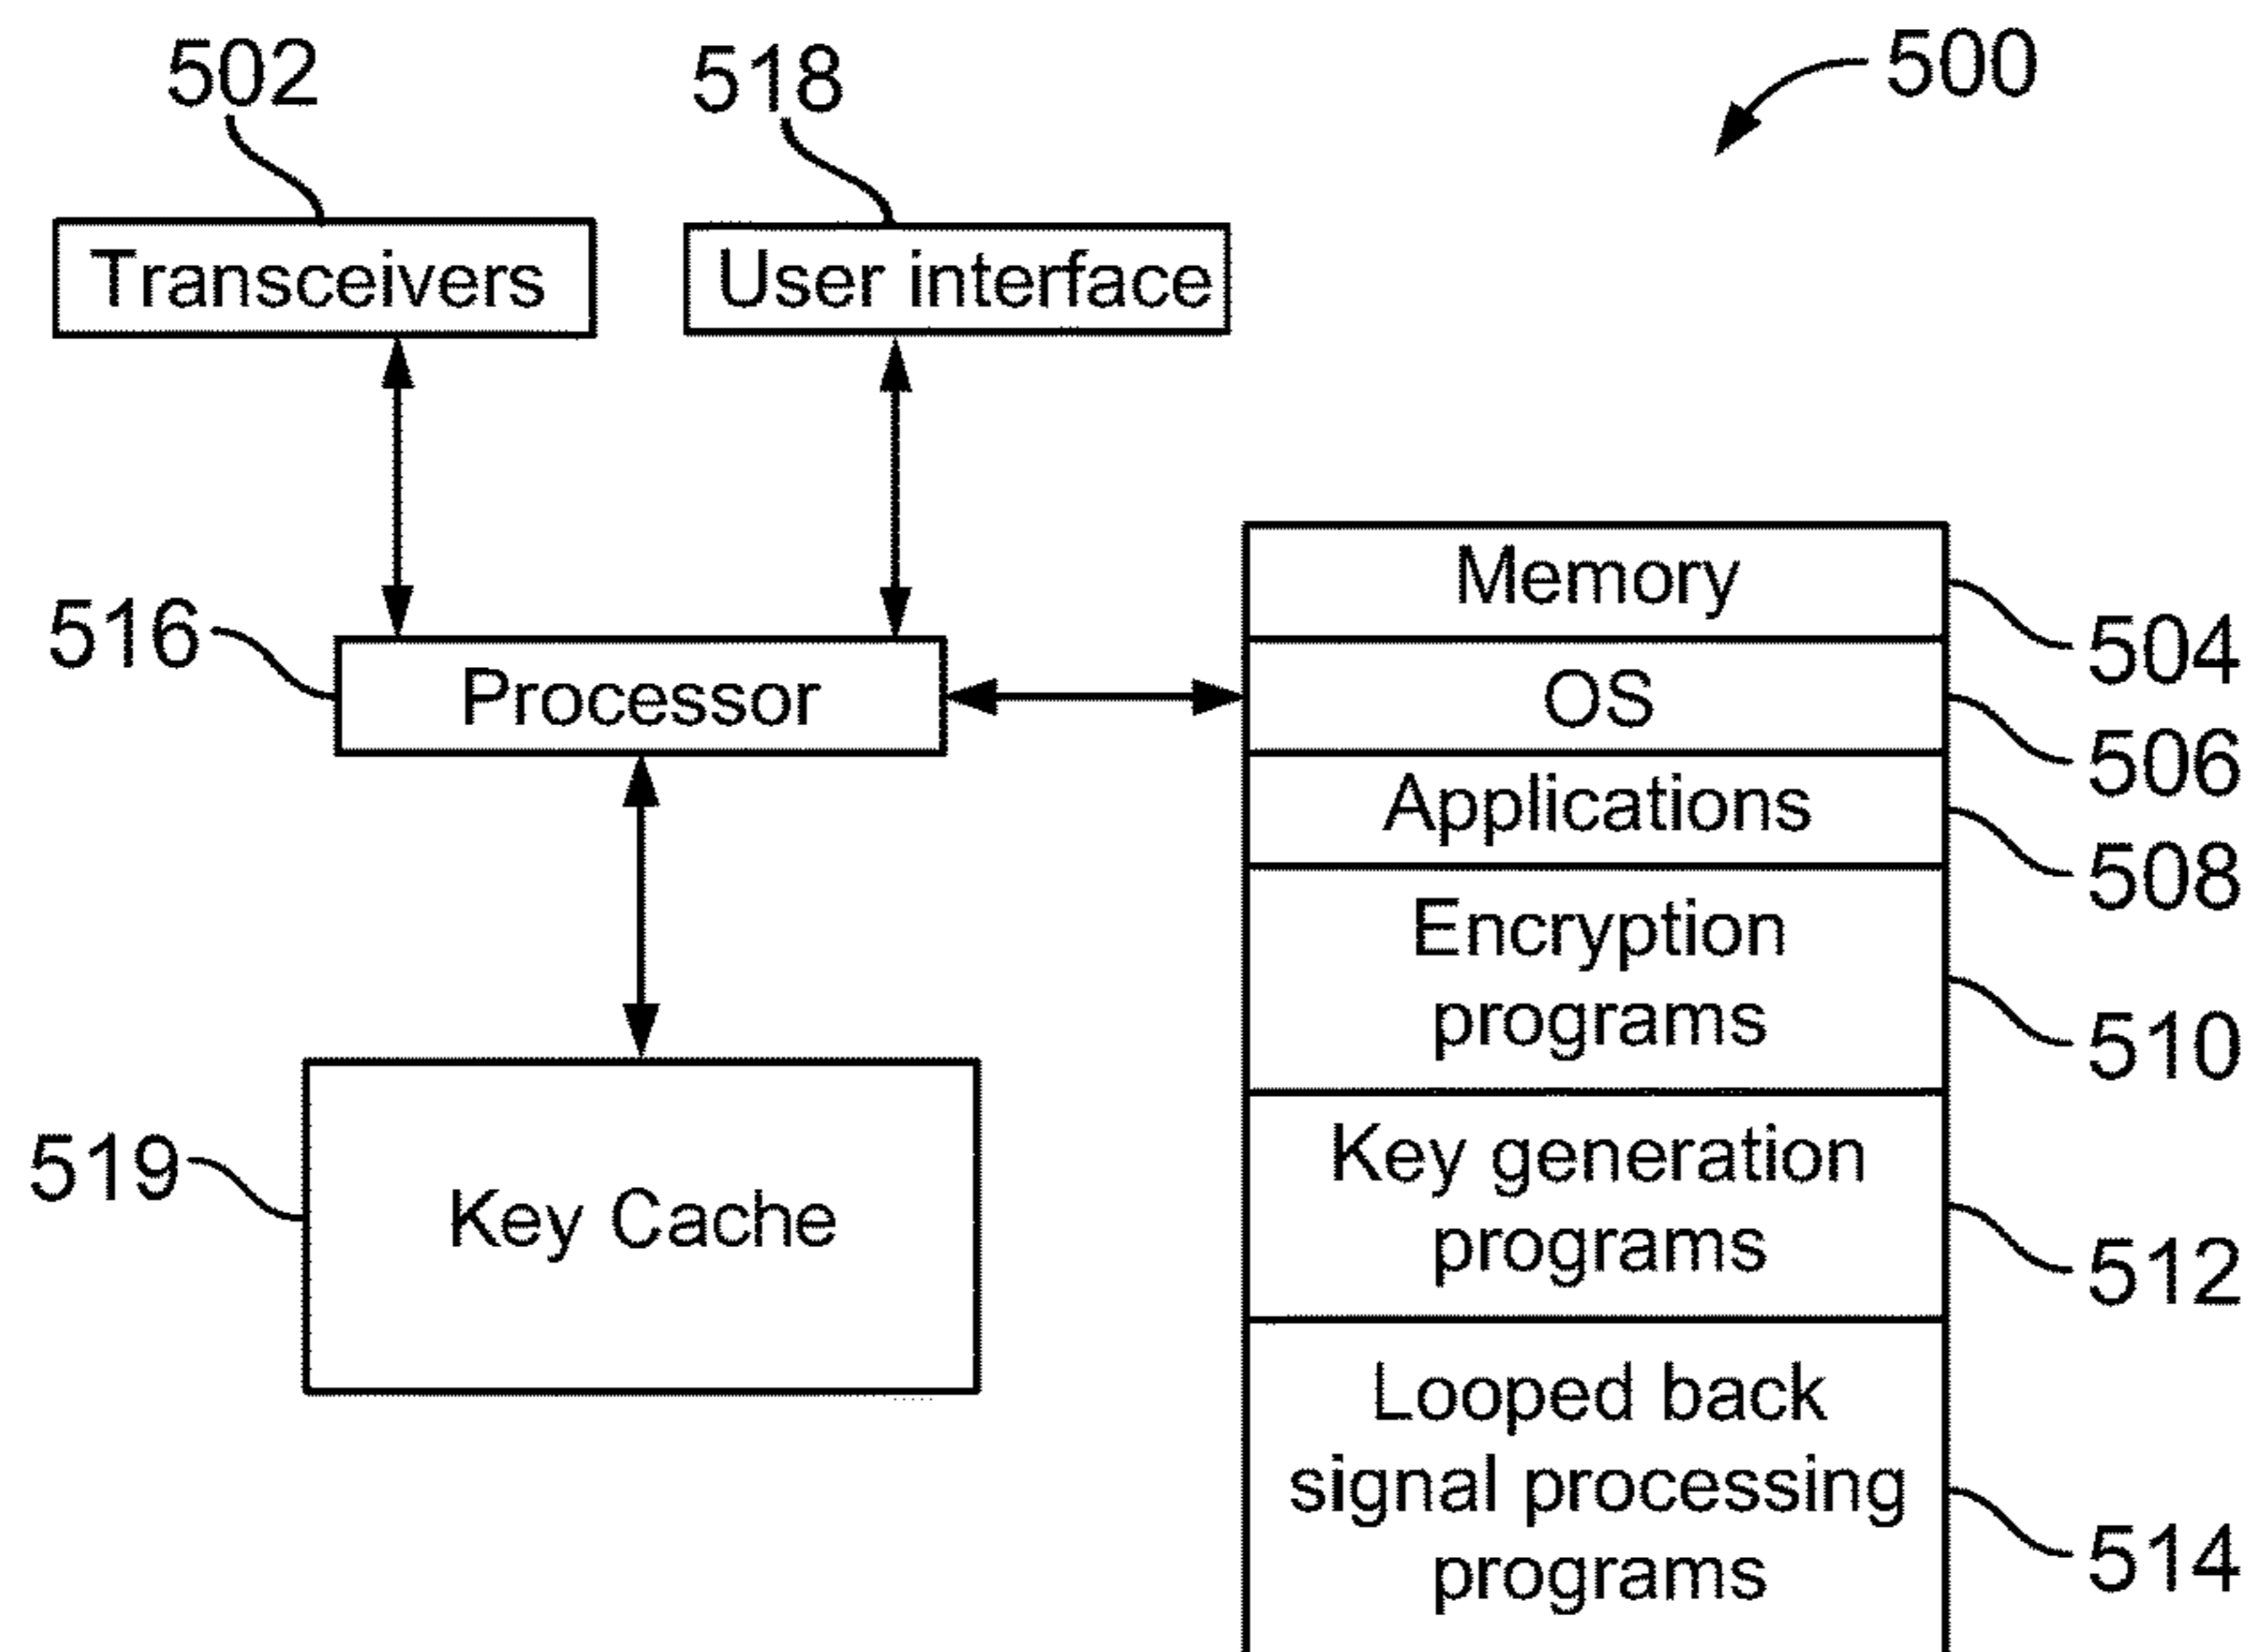 502
518
500
Transceivers
User interface
516
Processor
Memory
504
OS
506
Applications
508
Encryption
programs
510
519
Key Cache
Key generation
programs
512
Looped back
signal processing
programs
514